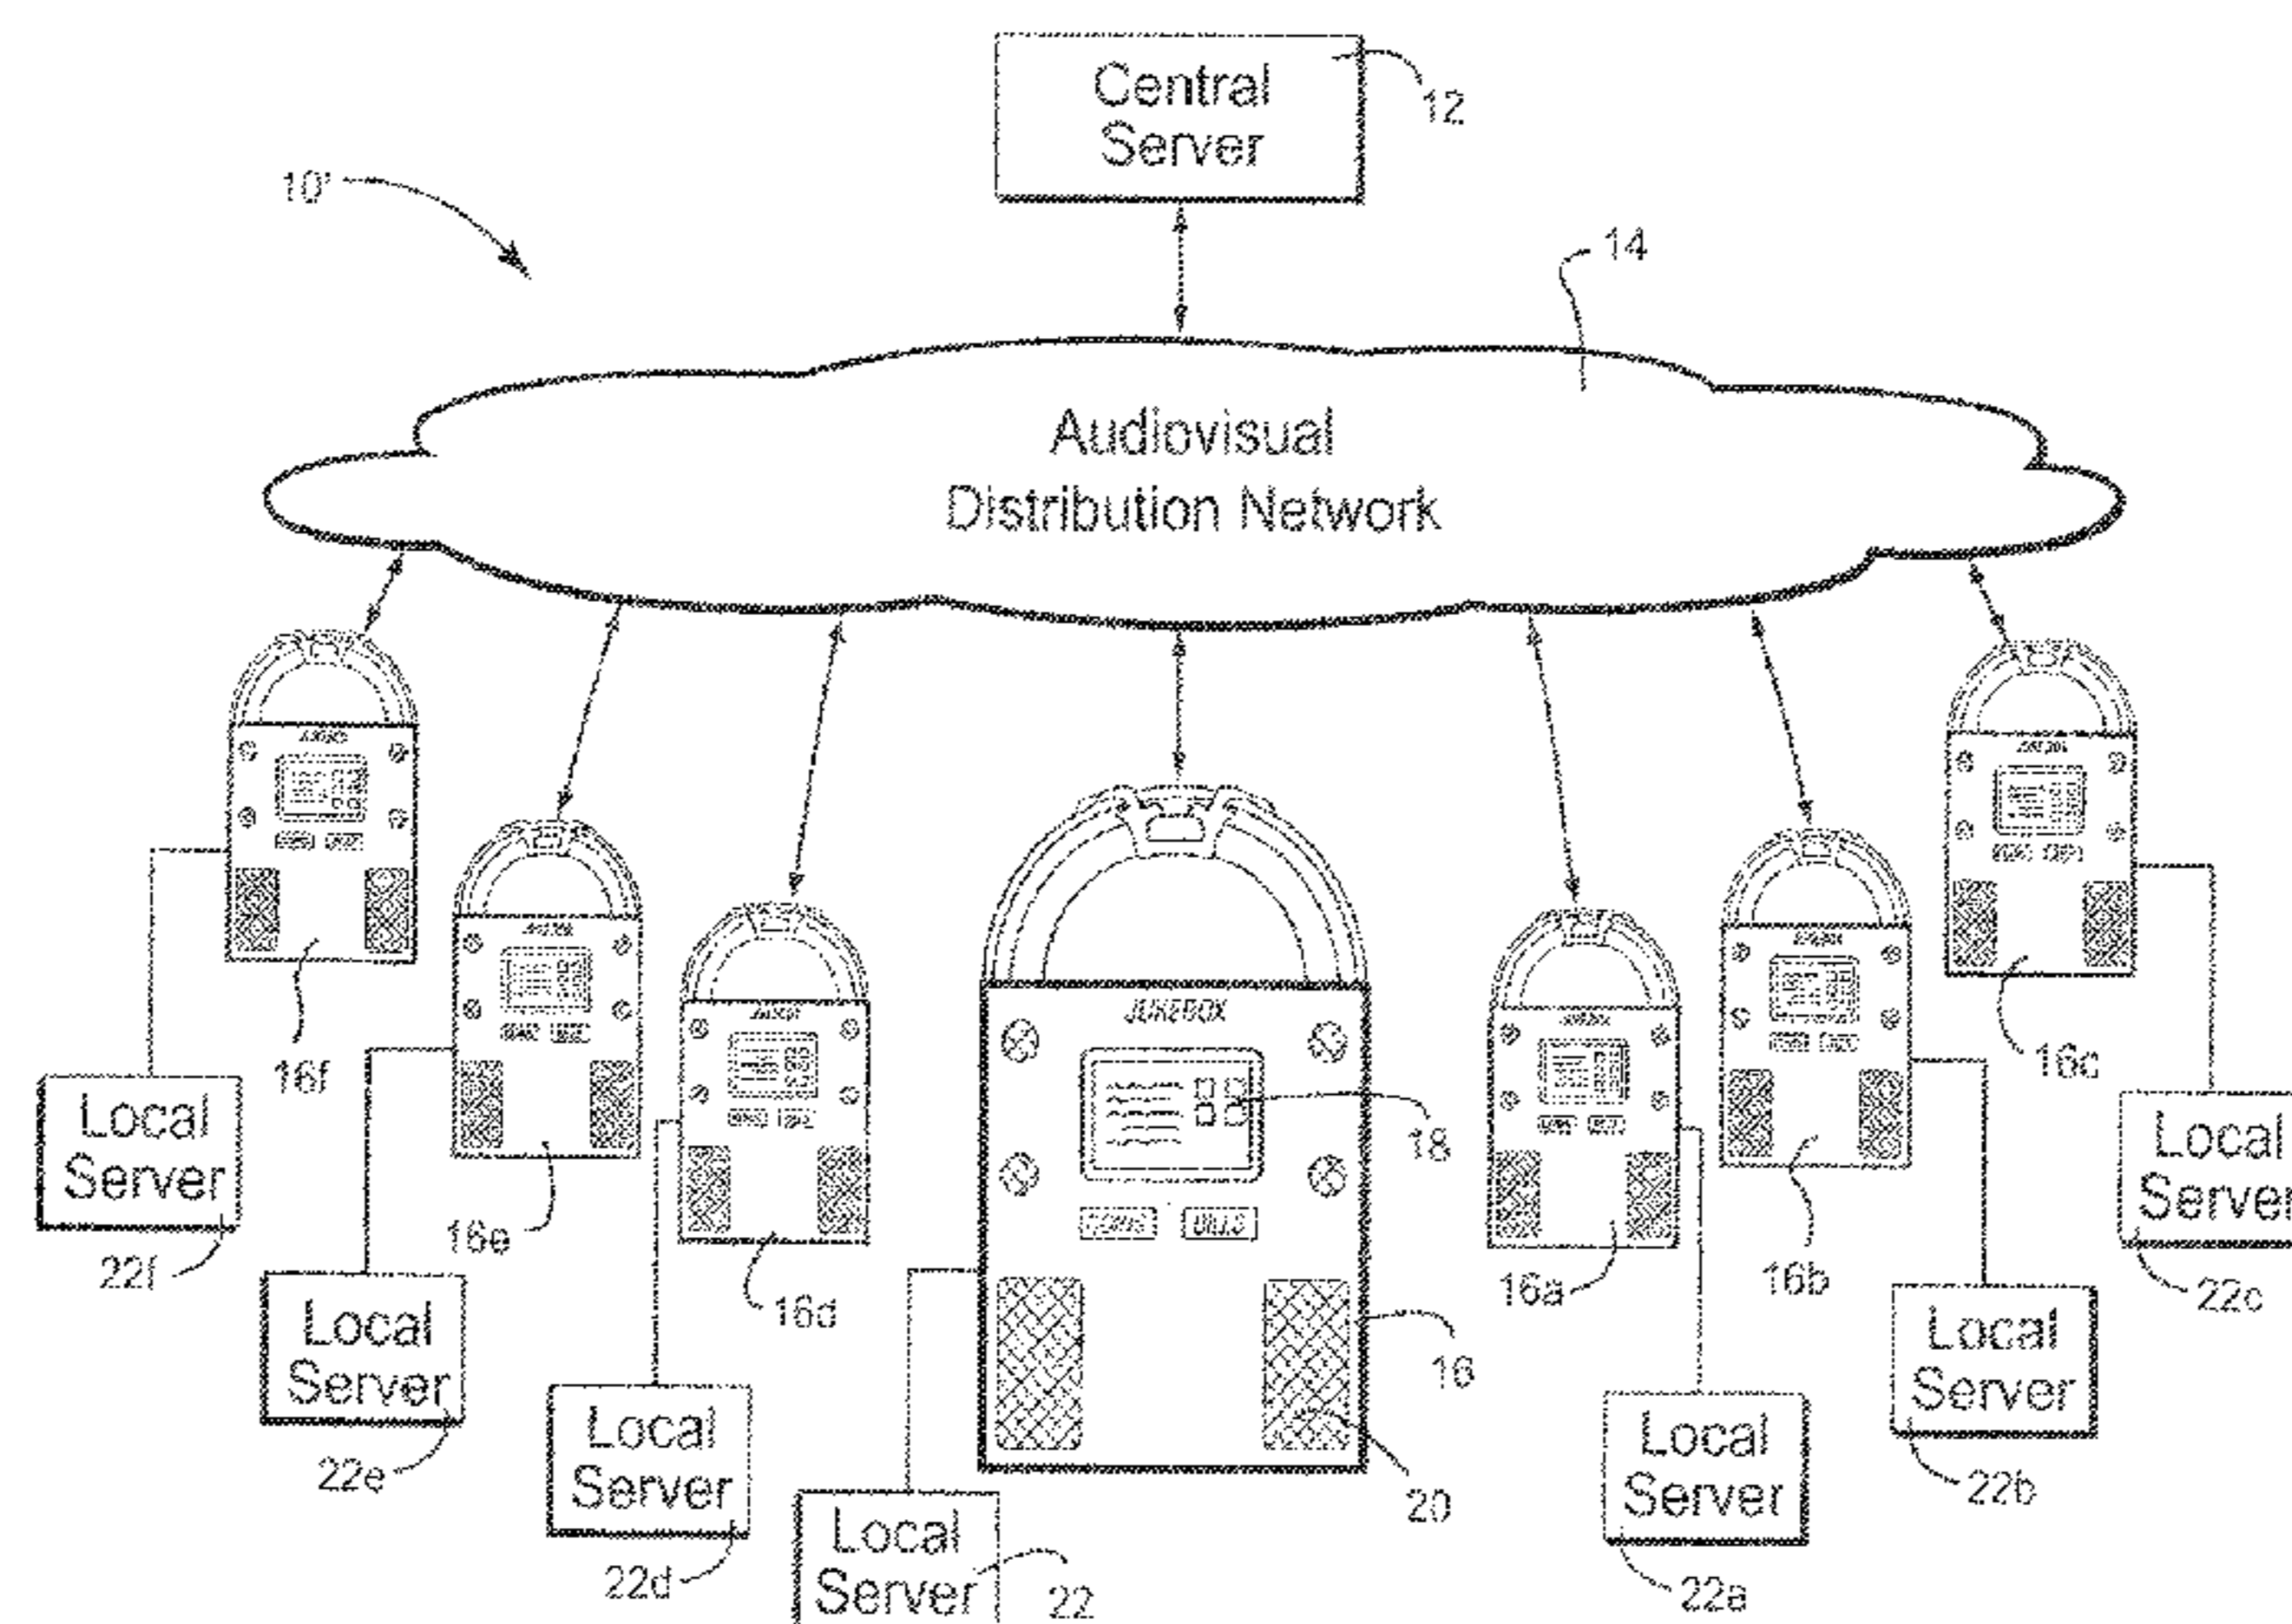 Central
Server
12
10'
14
Audiovisual
Distribution Network
JUKEBOX
18
BILLS
16
20
16f
16e
16d
16a
16b
16c
Local
Server
22f
Local
Server
22e
Local
Server
22d
Local
Server
22
Local
Server
22a
Local
Server
22b
Local
Server
22c